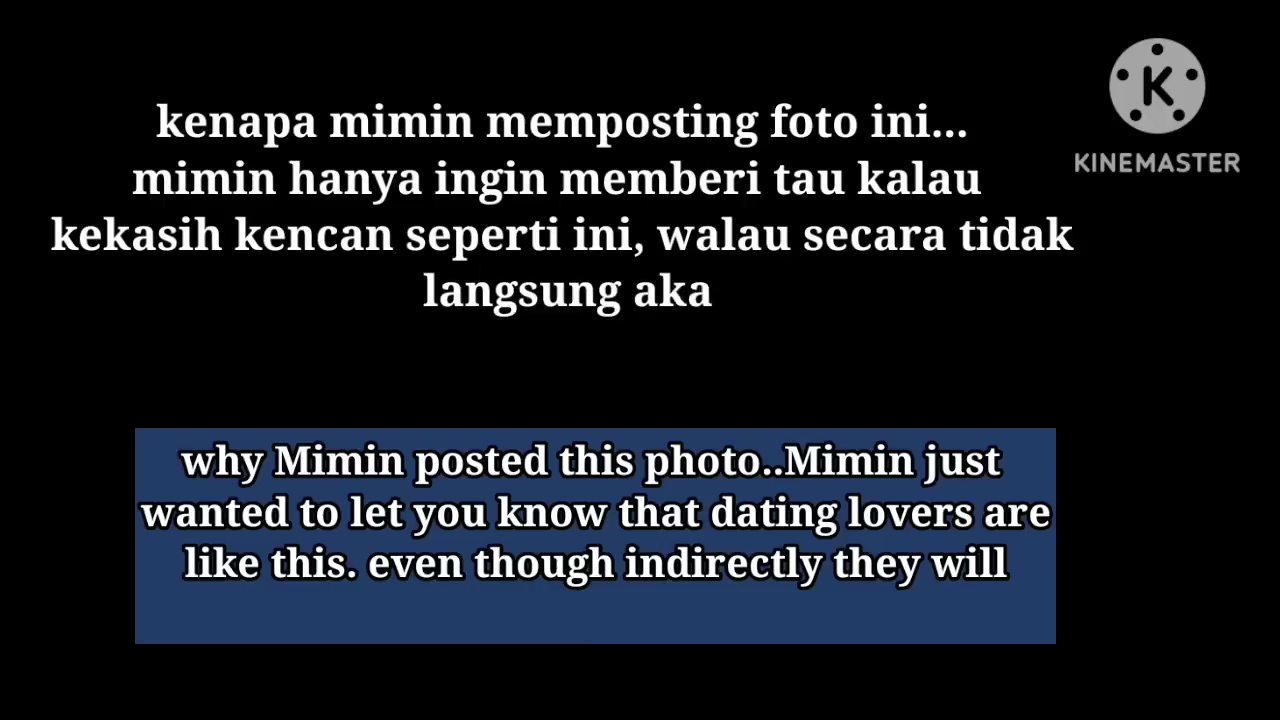 kenapa mimin memposting foto ini...
mimin hanya ingin memberi tau kalau
kekasih kencan seperti ini, walau secara tidak
langsung aka
KINEMASTER
why Mimin posted this photo..Mimin just
wanted to let you know that dating lovers are
like this. even though indirectly they will